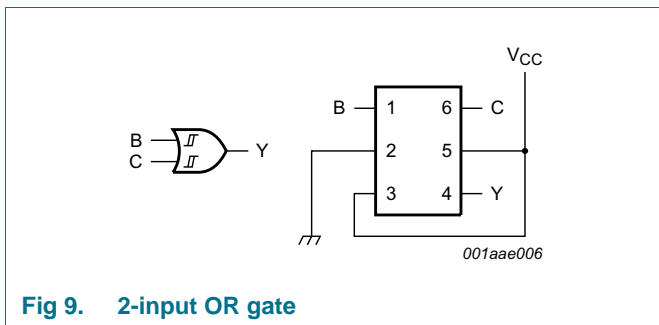 V_CC
B 1 6 C
B
C Y
2 5
3 4 Y
001aae006
Fig 9. 2-input OR gate